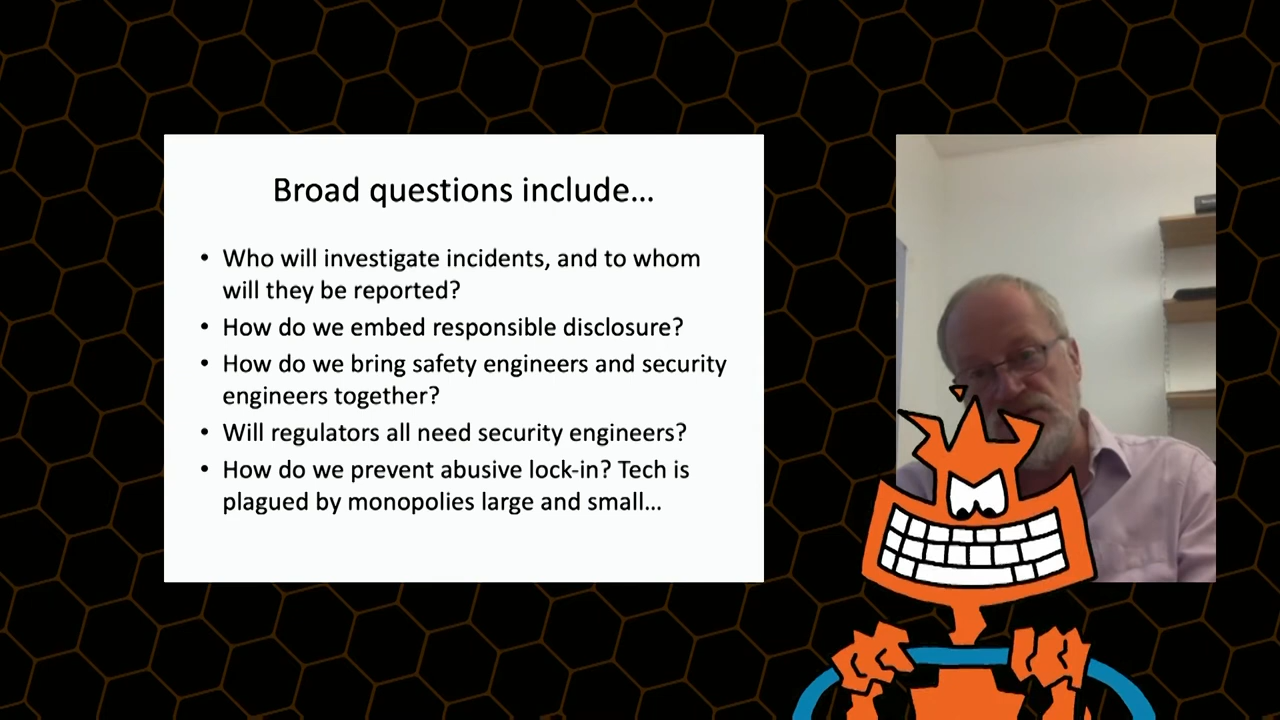 Broad questions include…
• Who will investigate incidents, and to whom
will they be reported?
• How do we embed responsible disclosure?
• How do we bring safety engineers and security
engineers together?
• Will regulators all need security engineers?
• How do we prevent abusive lock-in? Tech is
plagued by monopolies large and small…